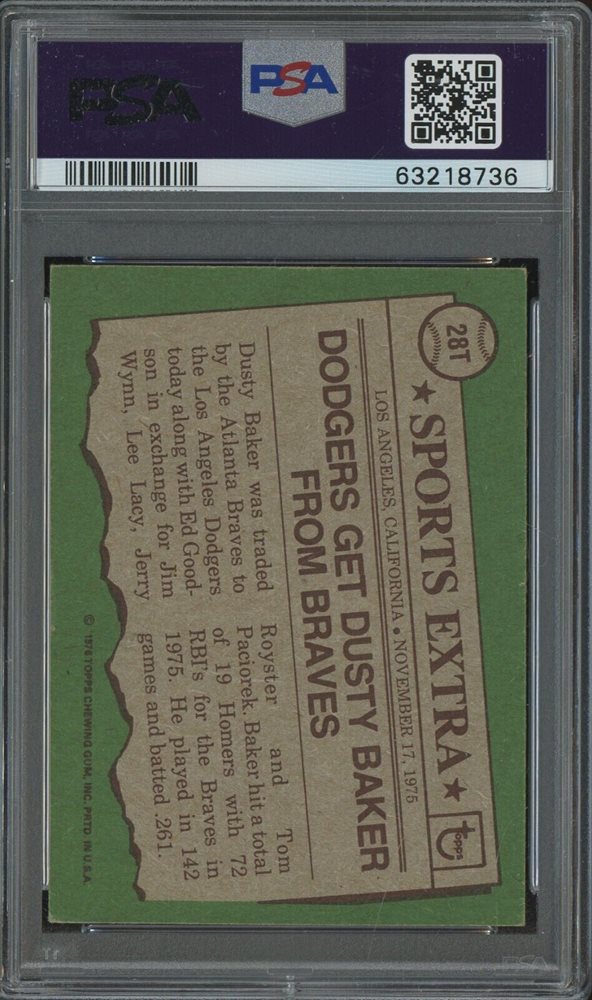 PSA
PSA
63218736
28T
★ SPORTS EXTRA ★
topps
LOS ANGELES, CALIFORNIA • NOVEMBER 17, 1975
DODGERS GET DUSTY BAKER
FROM BRAVES
Dusty Baker was traded
by the Atlanta Braves to
the Los Angeles Dodgers
today along with Ed Good-
son in exchange for Jim
Wynn, Lee Lacy, Jerry
Royster and Tom
Paciorek. Baker hit a total
of 19 Homers with 72
RBI's for the Braves in
1975. He played in 142
games and batted .261.
© 1976 TOPPS CHEWING GUM, INC. PRTD. IN U.S.A.
PSA